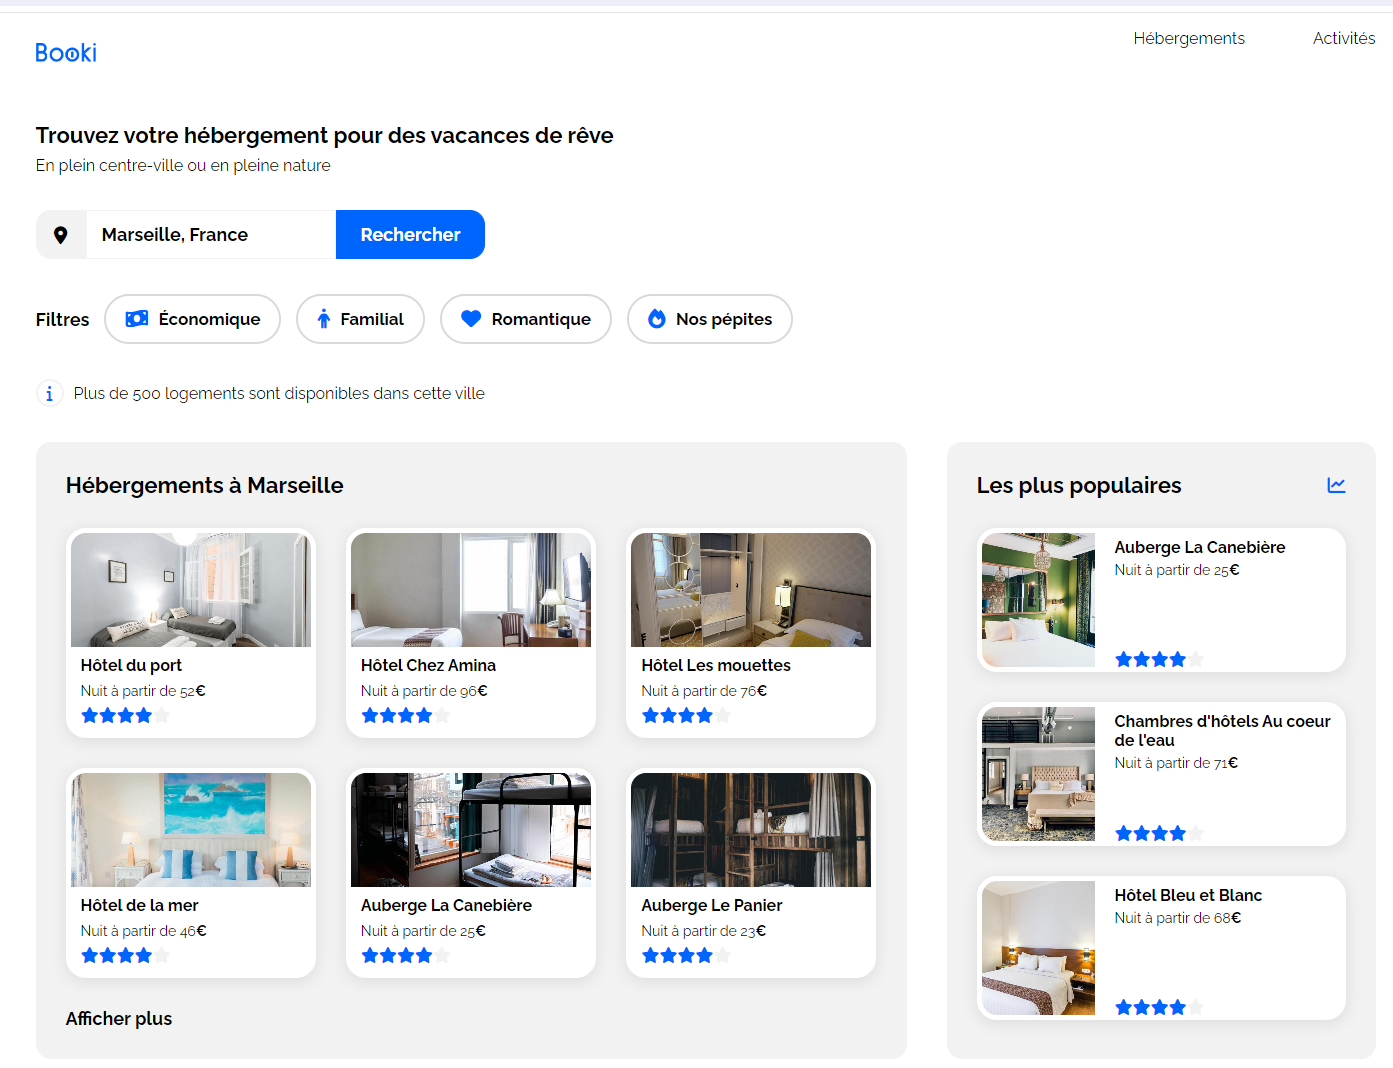 Booki
Hébergements
Activités
Trouvez votre hébergement pour des vacances de rêve
En plein centre-ville ou en pleine nature
Marseille, France
Rechercher
Filtres
Économique
Familial
Romantique
Nos pépites
Plus de 500 logements sont disponibles dans cette ville
Hébergements à Marseille
Hôtel du port
Nuit à partir de 52€
Hôtel Chez Amina
Nuit à partir de 96€
Hôtel Les mouettes
Nuit à partir de 76€
Hôtel de la mer
Nuit à partir de 46€
Auberge La Canebière
Nuit à partir de 25€
Auberge Le Panier
Nuit à partir de 23€
Afficher plus
Les plus populaires
Auberge La Canebière
Nuit à partir de 25€
Chambres d'hôtels Au coeur
de l'eau
Nuit à partir de 71€
Hôtel Bleu et Blanc
Nuit à partir de 68€